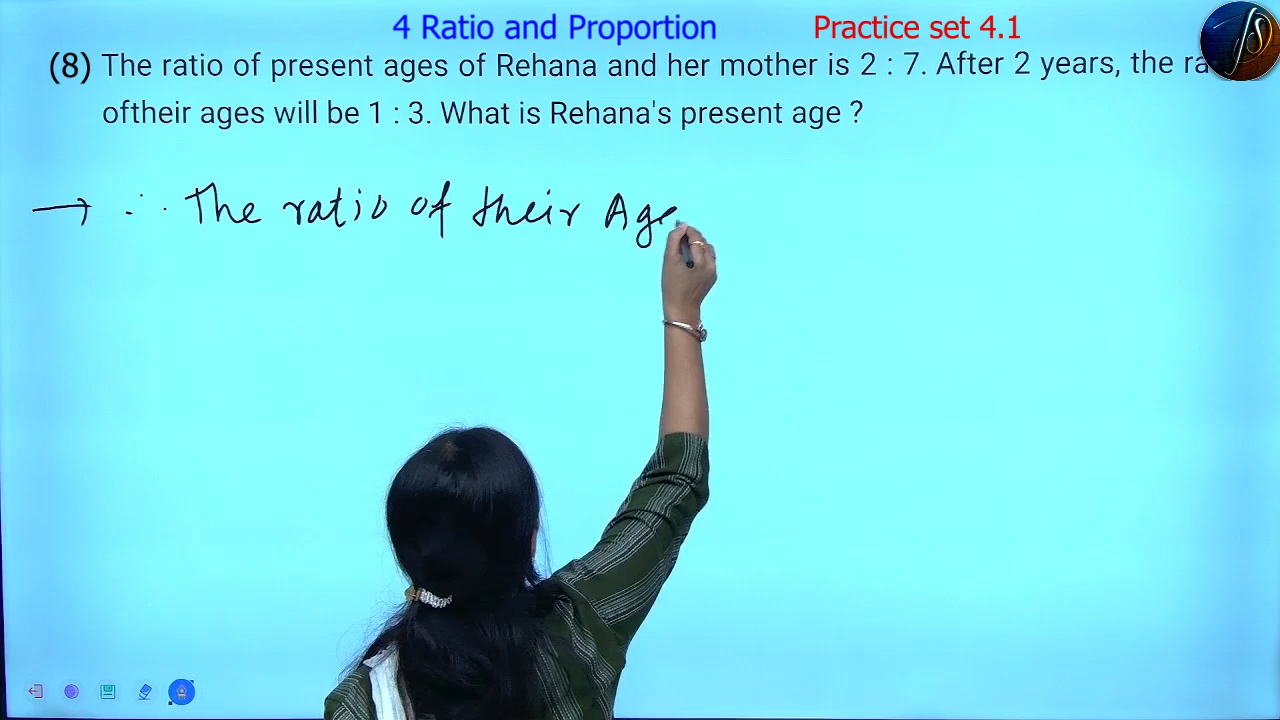 4 Ratio and Proportion Practice set 4.1
(8) The ratio of present ages of Rehana and her mother is 2 : 7. After 2 years, the
oftheir ages will be 1 : 3. What is Rehana's present age ?
→ ∴ The ratio of their Age